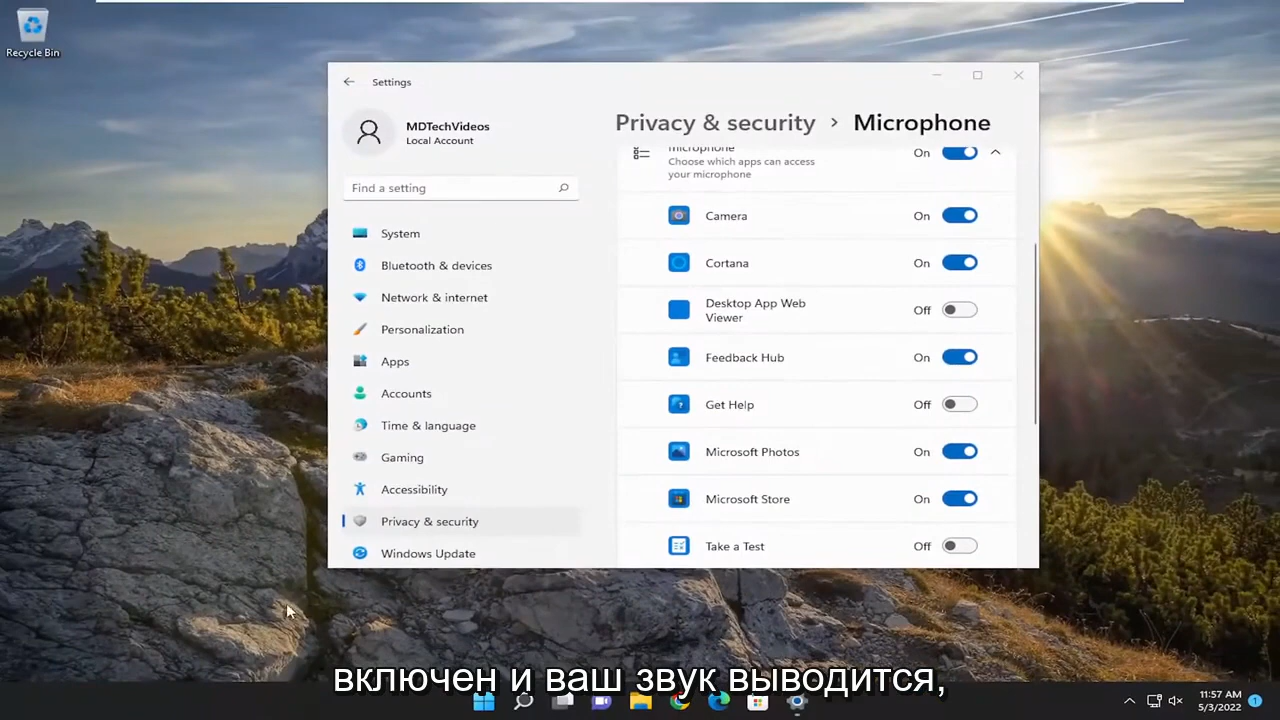 Recycle Bin
Settings
MDTechVideos
Local Account
Find a setting
System
Bluetooth & devices
Network & internet
Personalization
Apps
Accounts
Time & language
Gaming
Accessibility
Privacy & security
Windows Update
Privacy & security › Microphone
microphone
On
Choose which apps can access
your microphone
Camera On
Cortana On
Desktop App Web
Viewer
Off
Feedback Hub On
Get Help Off
Microsoft Photos On
Microsoft Store On
Take a Test Off
включен и ваш звук выводится,
11:57 AM
5/3/2022
1